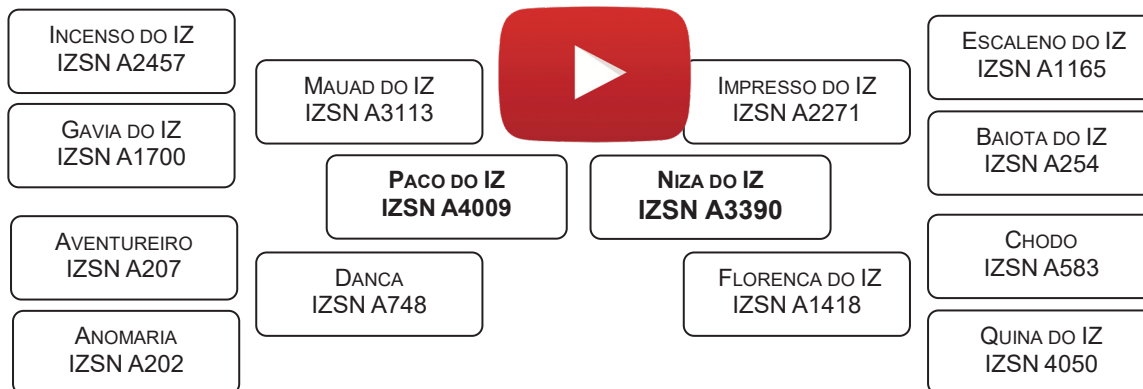 INCENSO DO IZ
IZSN A2457
GAVIA DO IZ
IZSN A1700
AVENTUREIRO
IZSN A207
ANOMARIA
IZSN A202
MAUAD DO IZ
IZSN A3113
DANCA
IZSN A748
PACO DO IZ
IZSN A4009
NIZA DO IZ
IZSN A3390
IMPRESSO DO IZ
IZSN A2271
FLORENCA DO IZ
IZSN A1418
ESCALENO DO IZ
IZSN A1165
BAIOTA DO IZ
IZSN A254
CHODO
IZSN A583
QUINA DO IZ
IZSN 4050